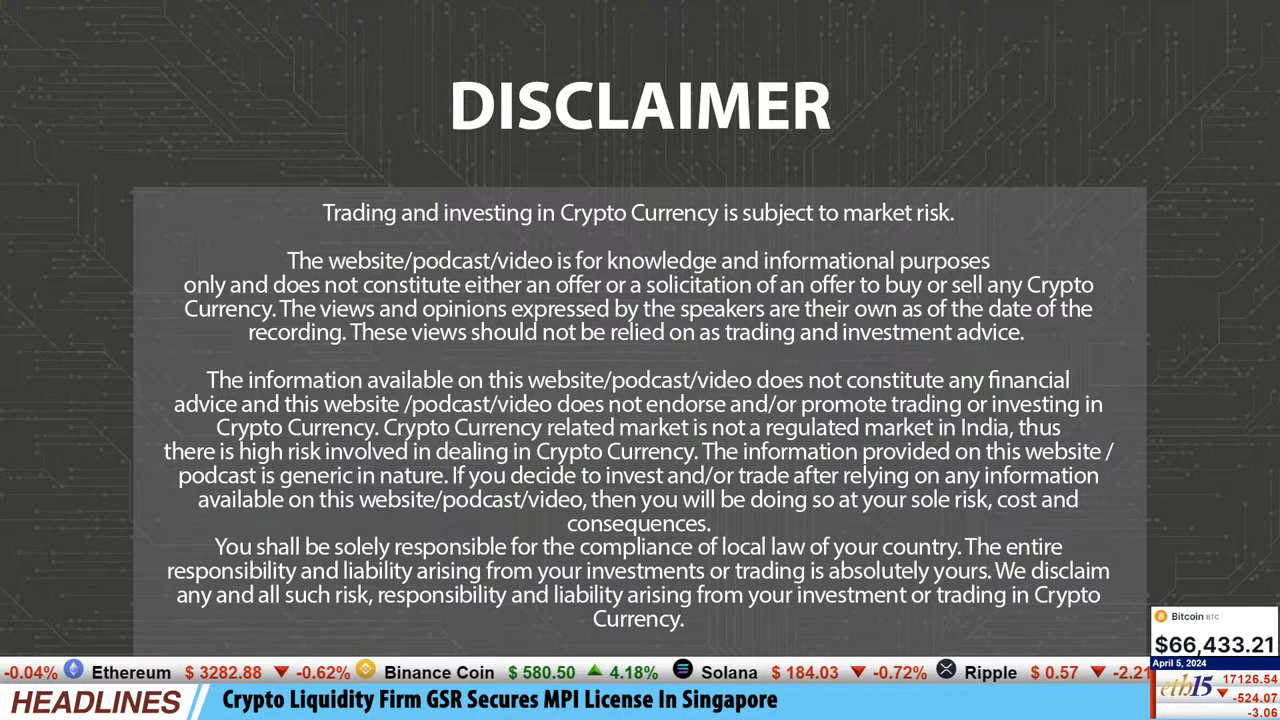 DISCLAIMER
Trading and investing in Crypto Currency is subject to market risk.
The website/podcast/video is for knowledge and informational purposes
only and does not constitute either an offer or a solicitation of an offer to buy or sell any Crypto
Currency. The views and opinions expressed by the speakers are their own as of the date of the
recording. These views should not be relied on as trading and investment advice.
The information available on this website/podcast/video does not constitute any financial
advice and this website /podcast/video does not endorse and/or promote trading or investing in
Crypto Currency. Crypto Currency related market is not a regulated market in India, thus
there is high risk involved in dealing in Crypto Currency. The information provided on this website /
podcast is generic in nature. If you decide to invest and/or trade after relying on any information
available on this website/podcast/video, then you will be doing so at your sole risk, cost and
consequences.
You shall be solely responsible for the compliance of local law of your country. The entire
responsibility and liability arising from your investments or trading is absolutely yours. We disclaim
any and all such risk, responsibility and liability arising from your investment or trading in Crypto
Currency.
Bitcoin BTC
$66,433.21
April 5, 2024
-0.04% Ethereum $ 3282.88 ▼ -0.62% Binance Coin $ 580.50 ▲ 4.18% Solana $ 184.03 ▼ -0.72% Ripple $ 0.57 ▼ -2.21
eth15 17126.54
▼ -524.07
-3.06
HEADLINES Crypto Liquidity Firm GSR Secures MPI License In Singapore